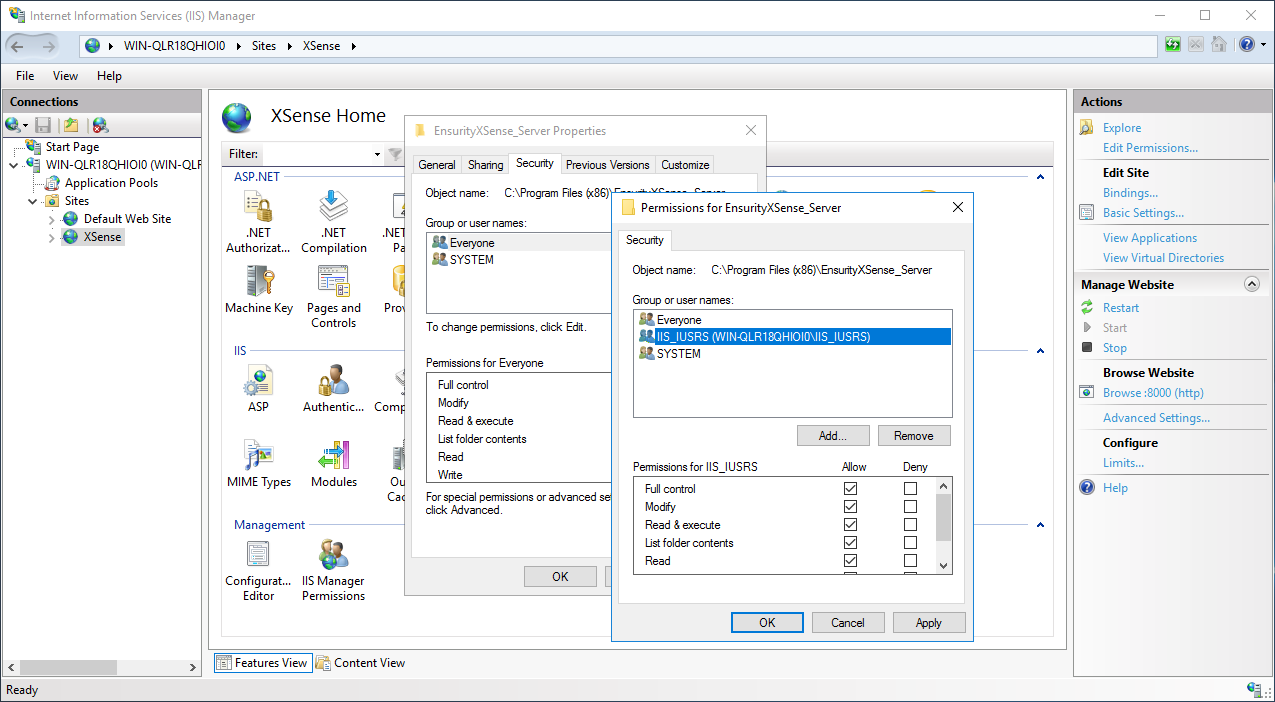 Internet Information Services (IIS) Manager
WIN-QLR18QHIOI0 Sites XSense
File View Help
Connections
Start Page
WIN-QLR18QHIOI0 (WIN-QLR
Application Pools
Sites
Default Web Site
XSense
XSense Home
Filter:
ASP.NET
.NET
Authorizat...
.NET
Compilation
.NET
Pa
Machine Key
Pages and
Controls
Prov
IIS
ASP
Authentic...
Comp
MIME Types
Modules
Ou
Cac
Management
Configurat...
Editor
IIS Manager
Permissions
Features View
Content View
EnsurityXSense_Server Properties
General Sharing Security Previous Versions Customize
Object name: C:\Program Files (x86)\EnsurityXSense_Server
Group or user names:
Everyone
SYSTEM
To change permissions, click Edit.
Permissions for Everyone
Full control
Modify
Read & execute
List folder contents
Read
Write
For special permissions or advanced set
click Advanced.
OK
Permissions for EnsurityXSense_Server
Security
Object name: C:\Program Files (x86)\EnsurityXSense_Server
Group or user names:
Everyone
IIS_IUSRS (WIN-QLR18QHIOI0\IIS_IUSRS)
SYSTEM
Add... Remove
Permissions for IIS_IUSRS Allow Deny
Full control
Modify
Read & execute
List folder contents
Read
OK Cancel Apply
Actions
Explore
Edit Permissions...
Edit Site
Bindings...
Basic Settings...
View Applications
View Virtual Directories
Manage Website
Restart
Start
Stop
Browse Website
Browse :8000 (http)
Advanced Settings...
Configure
Limits...
Help
Ready